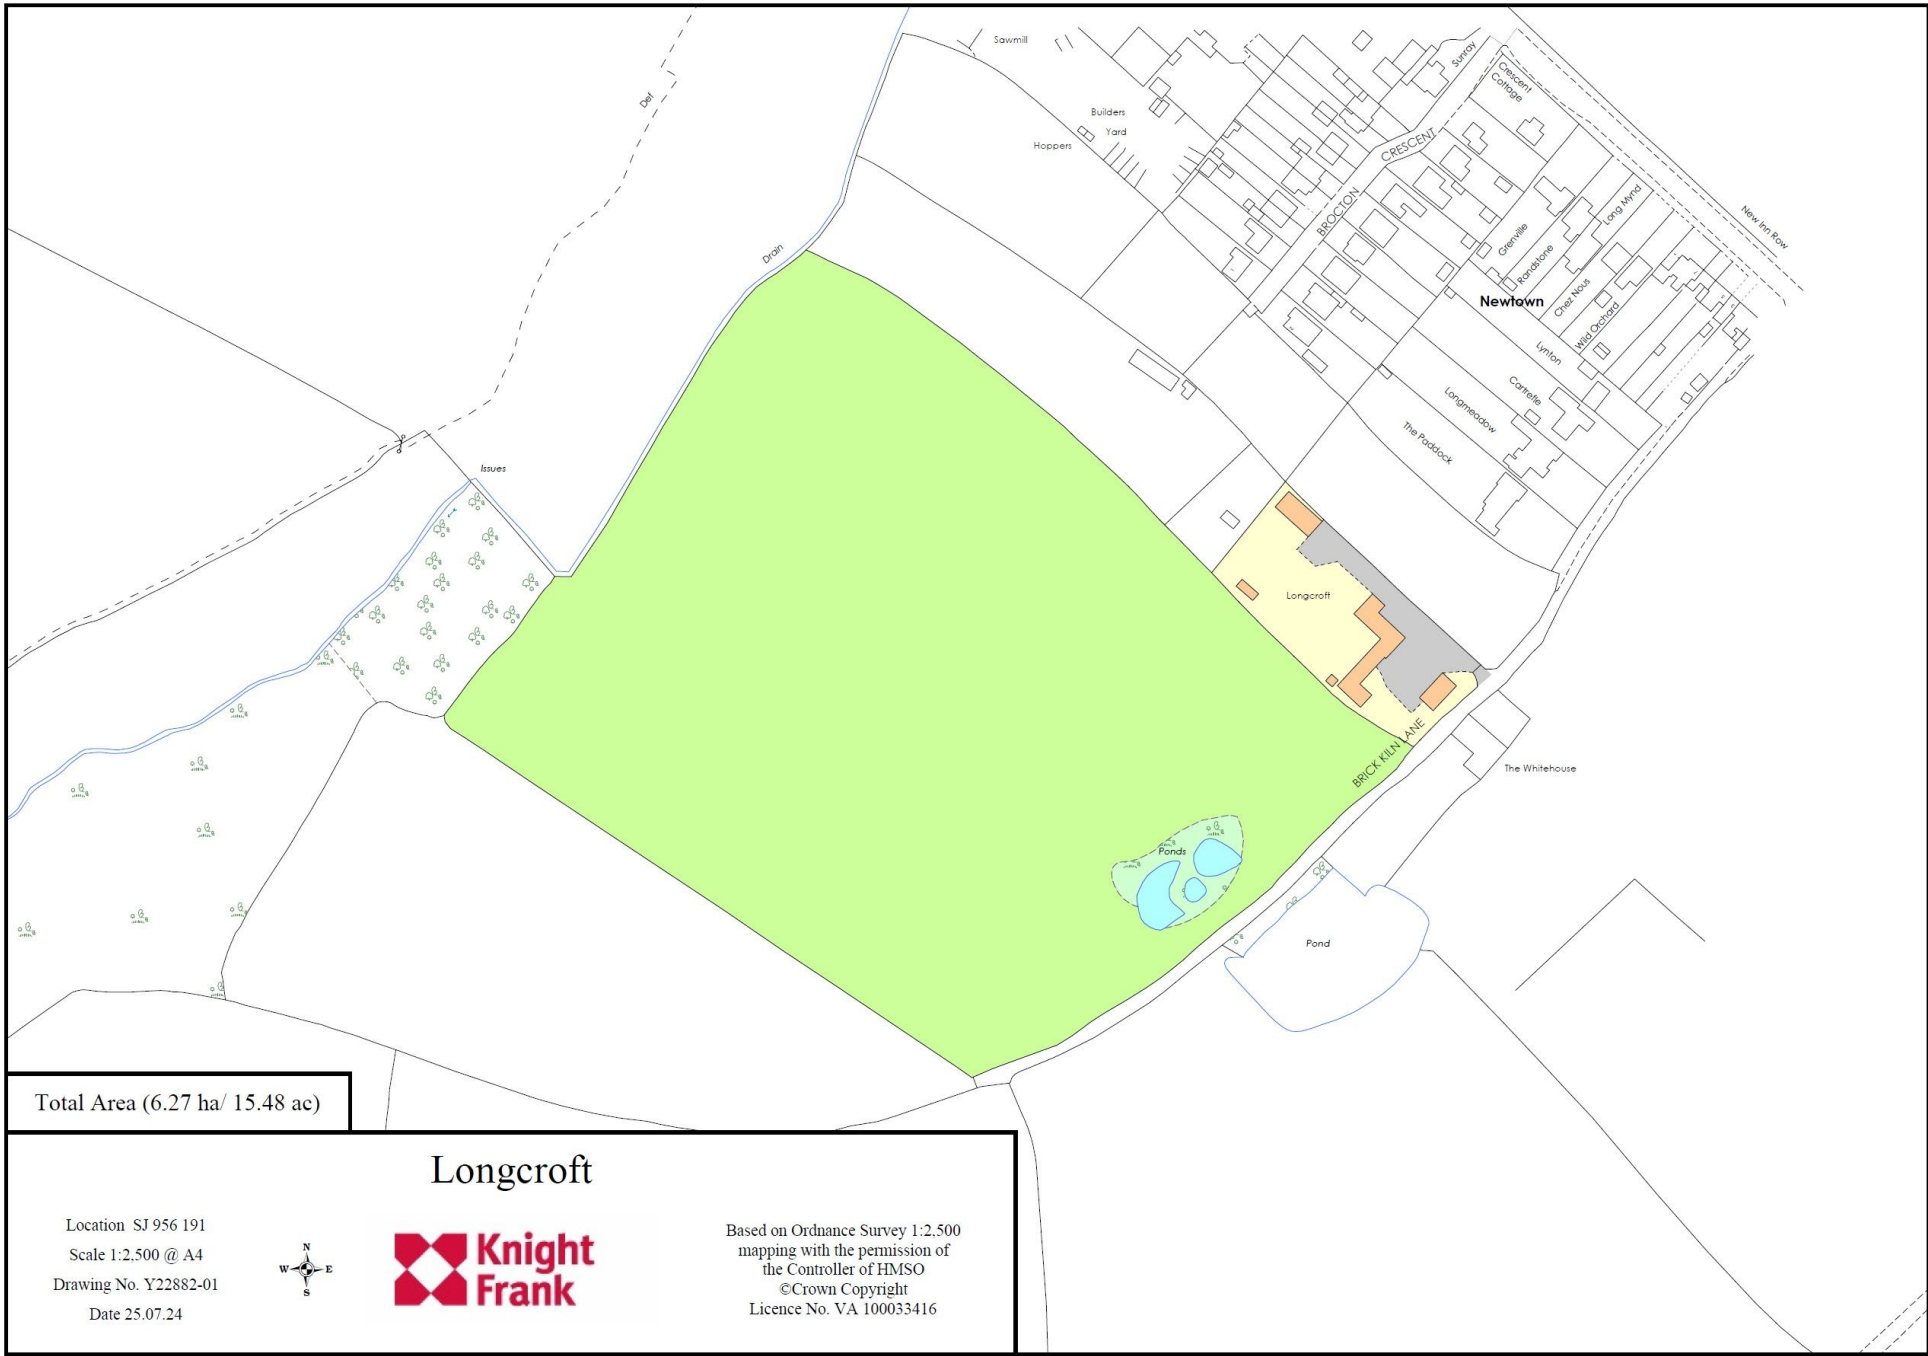 Sawmill
Def
Builders
Yard
Hoppers
Sunray
Crescent
Cottage
CRESCENT
BROCTON
New Inn Row
Long Mynd
Grenville
Randstone
Chez Nous
Wild Orchard
Newtown
Drain
Lynton
Cartrefle
Longmeadow
The Paddock
Issues
Longcroft
BRICK KILN LANE
The Whitehouse
Ponds
Pond
Total Area (6.27 ha/ 15.48 ac)
Longcroft
Location SJ 956 191
Scale 1:2,500 @ A4
Drawing No. Y22882-01
Date 25.07.24
N
W
E
S
Knight
Frank
Based on Ordnance Survey 1:2,500
mapping with the permission of
the Controller of HMSO
©Crown Copyright
Licence No. VA 100033416